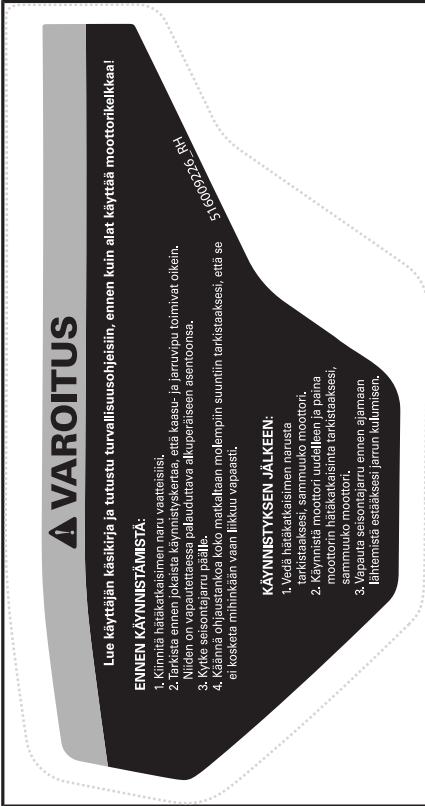 ⚠ VAROITUS
Lue käyttäjän käsikirja ja tutustu turvallisuusohjeisiin, ennen kuin alat käyttää moottorikelkkaa!
ENNEN KÄYNNISTÄMISTÄ:
1. Kiinnitä hätäkatkaisimen naru vaatteisiisi.
2. Tarkista ennen jokaista käynnistyskertaa, että kaasu- ja jarruvipu toimivat oikein.
Niiden on vapautettaessa palauduttava alkuperäiseen asentoonsa.
3. Kytke seisontajarru päälle.
4. Käännä ohjaustankoa koko matkaltaan molempiin suuntiin tarkistaaksesi, että se
ei kosketa mihinkään vaan liikkuu vapaasti.
KÄYNNISTYKSEN JÄLKEEN:
1. Vedä hätäkatkaisimen narusta
tarkistaaksesi, sammuuko moottori.
2. Käynnistä moottori uudelleen ja paina
moottorin hätäkatkaisinta tarkistaaksesi,
sammuuko moottori.
3. Vapauta seisontajarru ennen ajamaan
lähtemistä estääksesi jarrun kulumisen.
516009226_RH